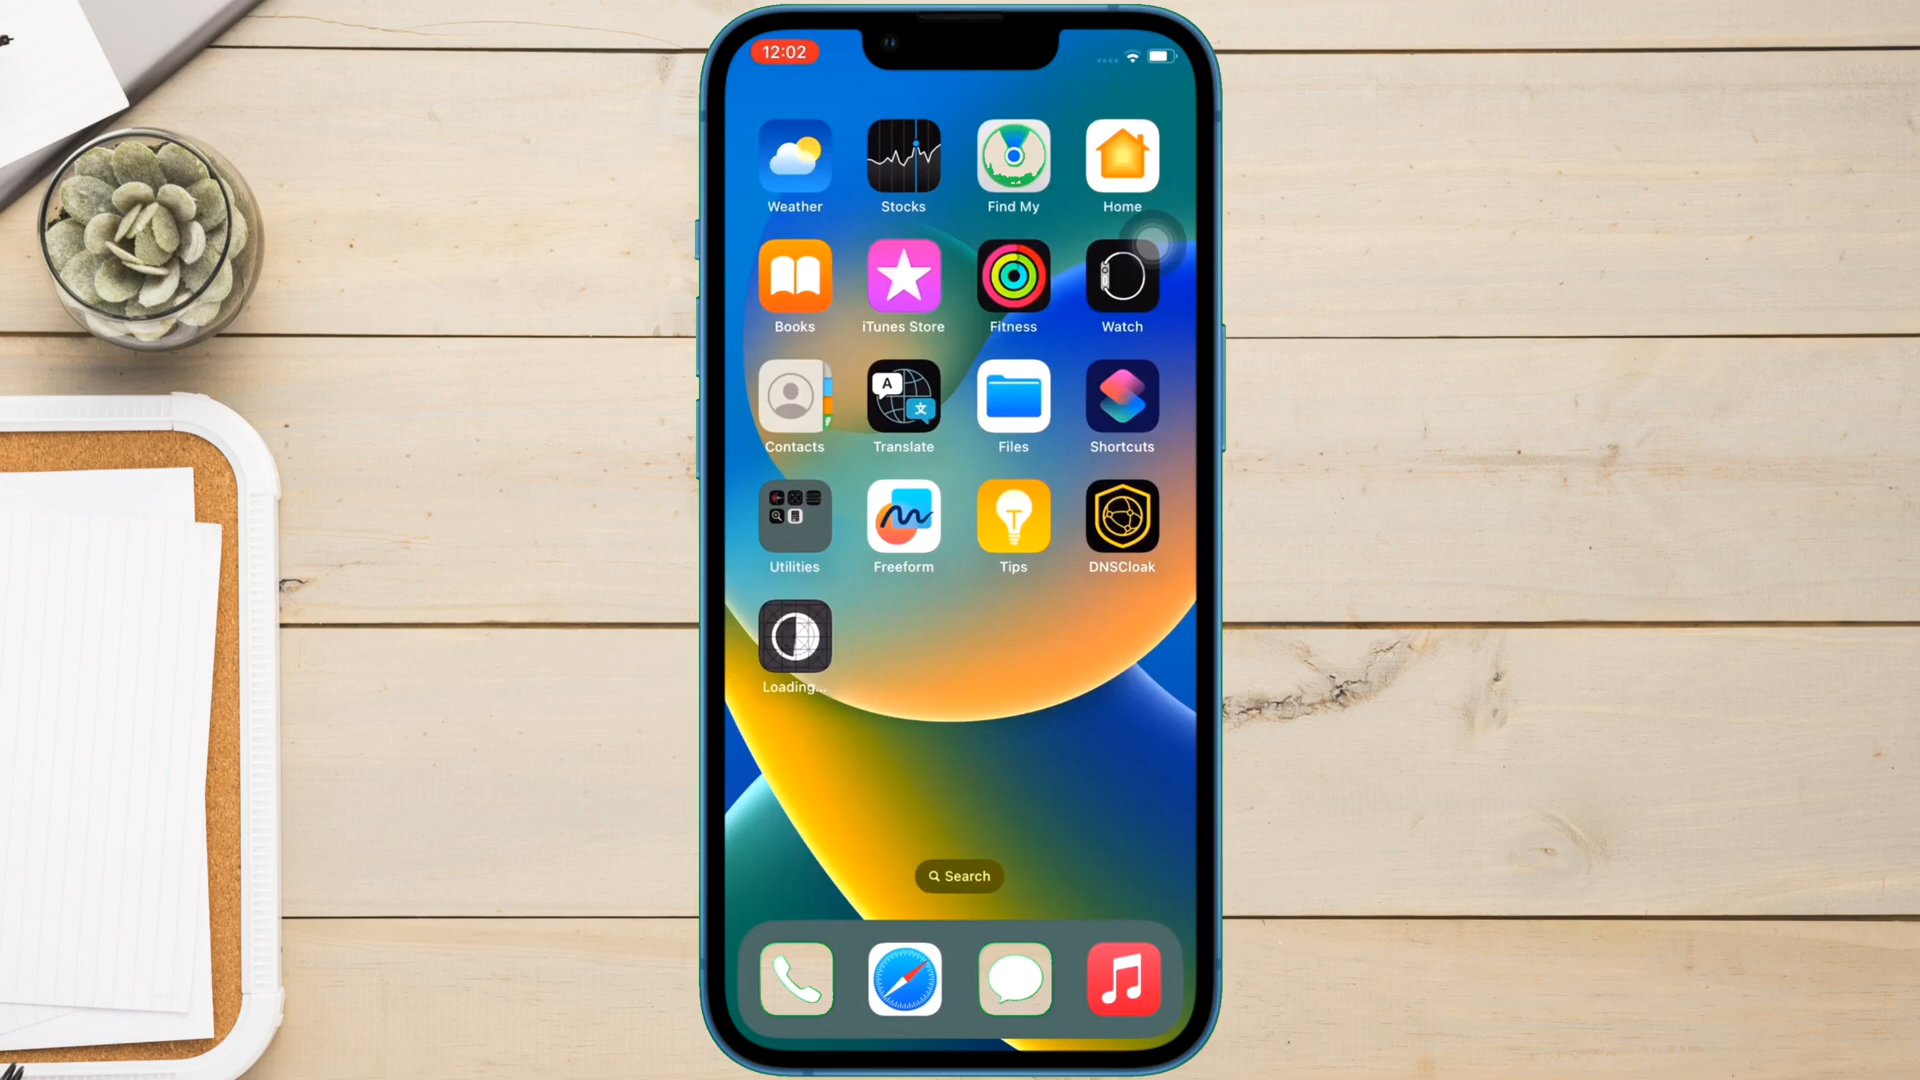 12:02
Weather Stocks Find My Home
Books iTunes Store Fitness Watch
A
文
Contacts Translate Files Shortcuts
Utilities Freeform Tips DNSCloak
Loading...
Search